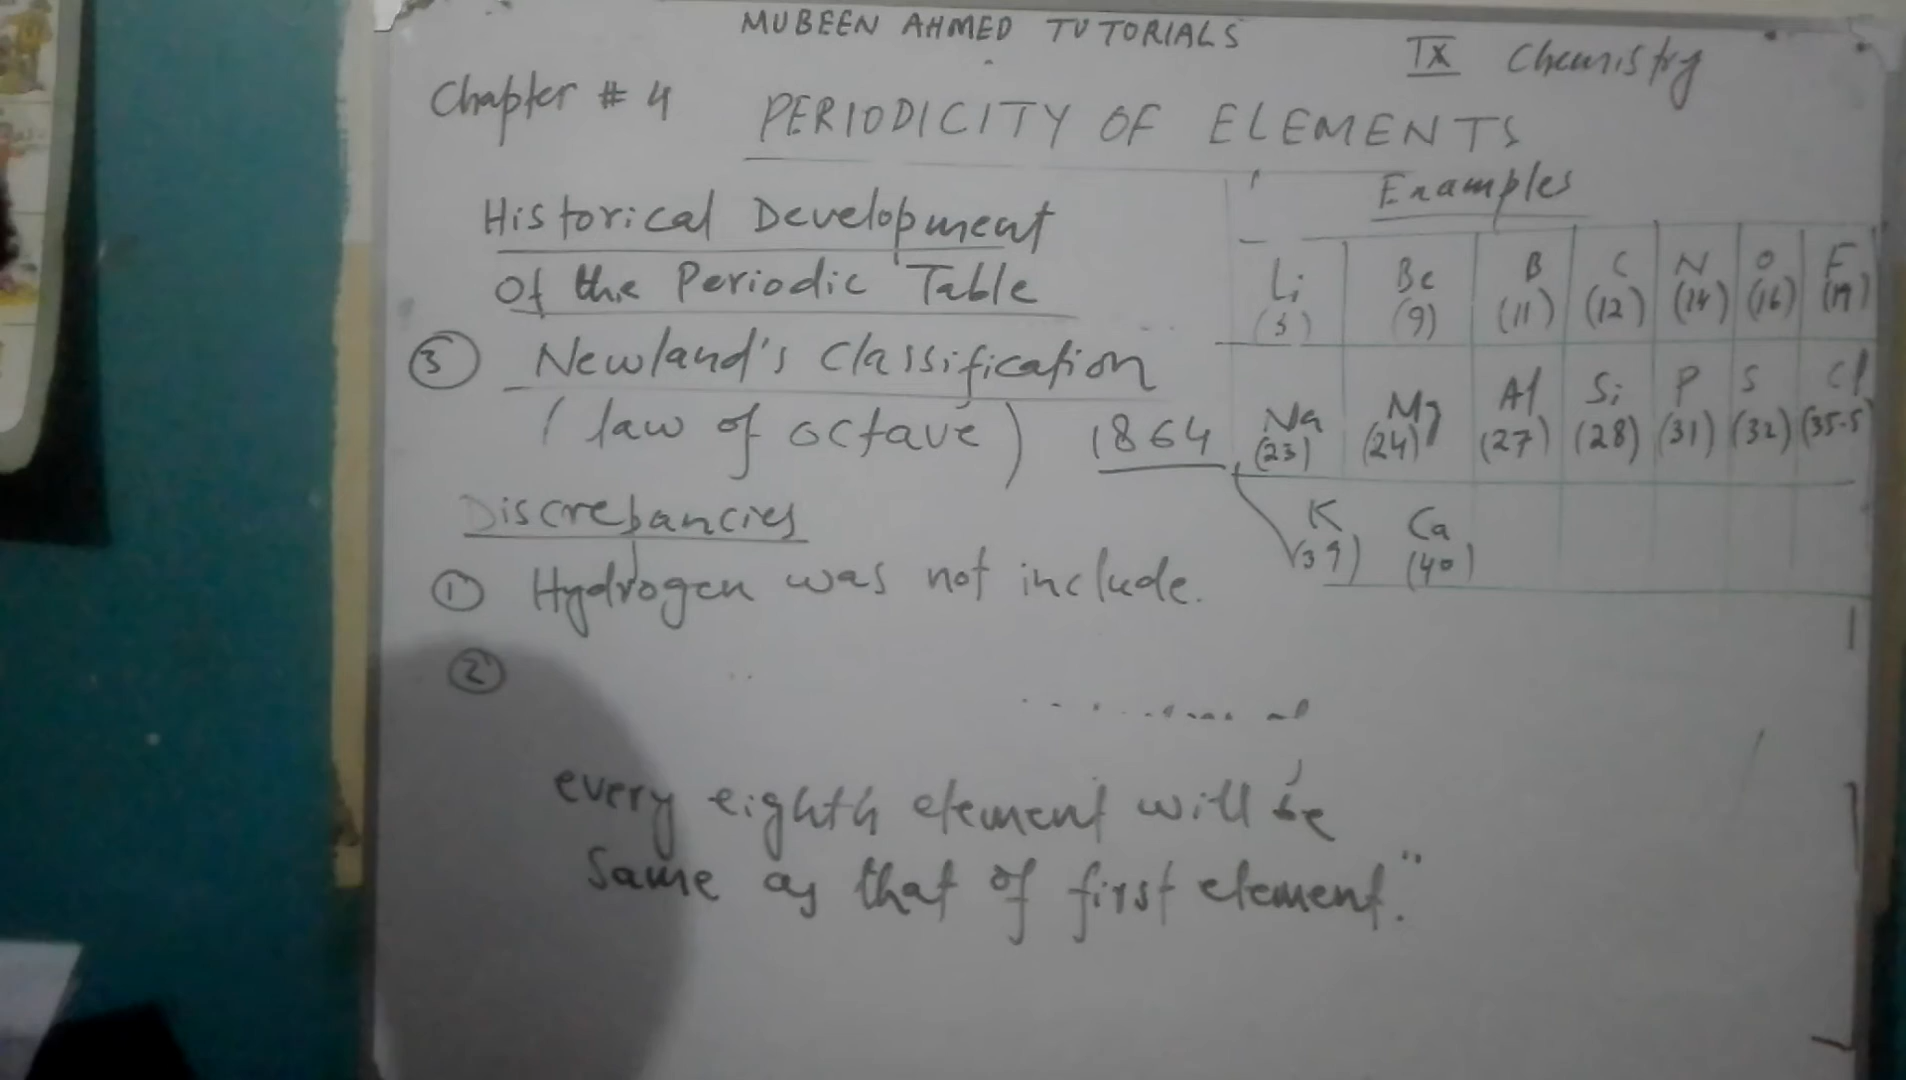 MUBEEN AHMED TUTORIALS
IX Chemistry
Chapter # 4 PERIODICITY OF ELEMENTS
Historical Development
Of the Periodic Table
③ Newland's Classification
(law of octave) 1864
Discrepancies
① Hydrogen was not include.
②
every eighth element will be
Same as that of first element."
Examples
Li Be B C N O F
(9) (11) (12) (14) (16) (19)
Na Mg Al Si P S Cl
(23) (24) (27) (28) (31) (32) (35.5)
K Ca
(39) (40)